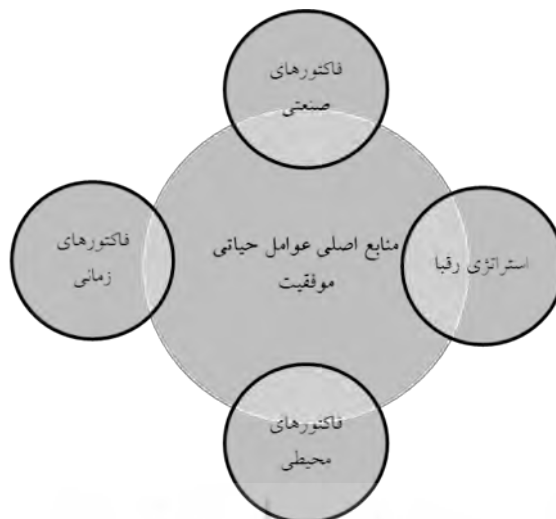 فاکتورهای
صنعتی
منابع اصلی عوامل حیاتی
موفقیت
استراتژی رقبا
فاکتورهای
زمانی
فاکتورهای
محیطی